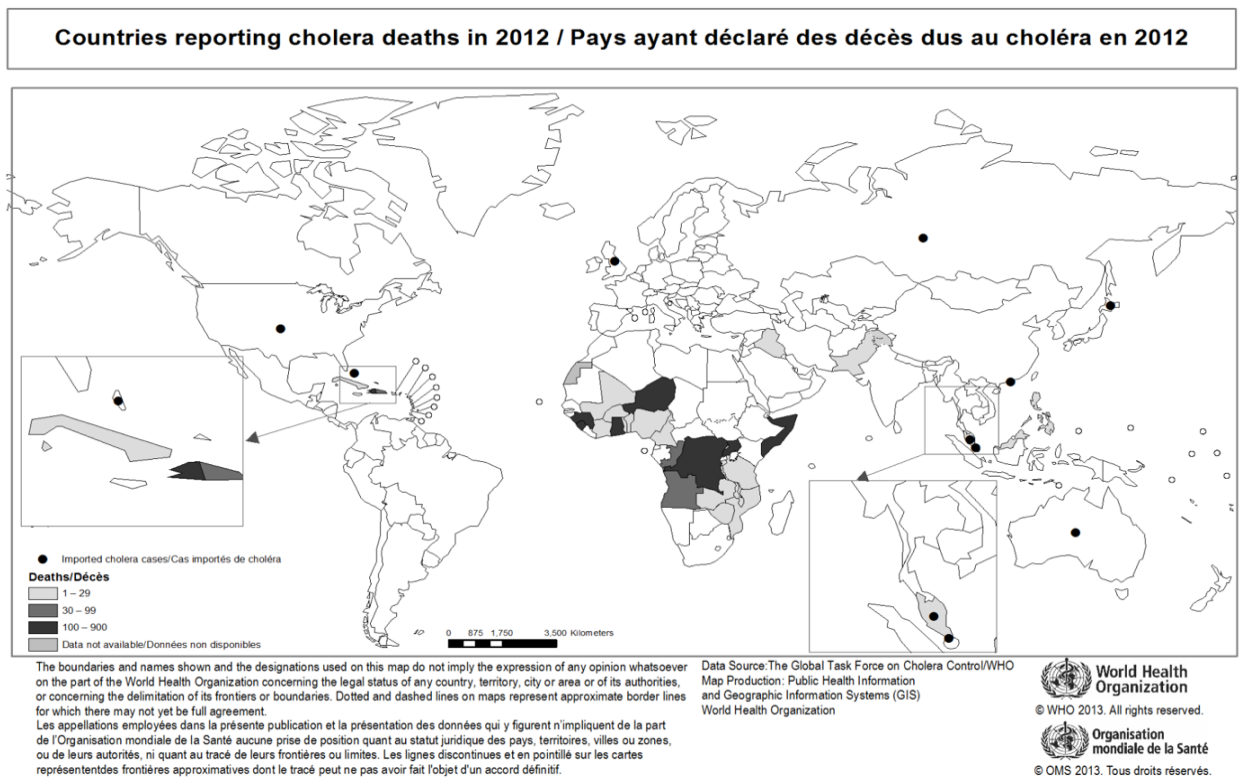 Countries reporting cholera deaths in 2012 / Pays ayant déclaré des décès dus au choléra en 2012
Imported cholera cases/Cas importés de choléra
Deaths/Décès
1 – 29
30 – 99
100 – 900
Data not available/Données non disponibles
0 875 1,750 3,500 Kilometers
The boundaries and names shown and the designations used on this map do not imply the expression of any opinion whatsoever
on the part of the World Health Organization concerning the legal status of any country, territory, city or area or of its authorities,
or concerning the delimitation of its frontiers or boundaries. Dotted and dashed lines on maps represent approximate border lines
for which there may not yet be full agreement.
Les appellations employées dans la présente publication et la présentation des données qui y figurent n'impliquent de la part
de l'Organisation mondiale de la Santé aucune prise de position quant au statut juridique des pays, territoires, villes ou zones,
ou de leurs autorités, ni quant au tracé de leurs frontières ou limites. Les lignes discontinues et en pointillé sur les cartes
représententdes frontières approximatives dont le tracé peut ne pas avoir fait l'objet d'un accord définitif.
Data Source:The Global Task Force on Cholera Control/WHO
Map Production: Public Health Information
and Geographic Information Systems (GIS)
World Health Organization
World Health
Organization
© WHO 2013. All rights reserved.
Organisation
mondiale de la Santé
© OMS 2013. Tous droits réservés.